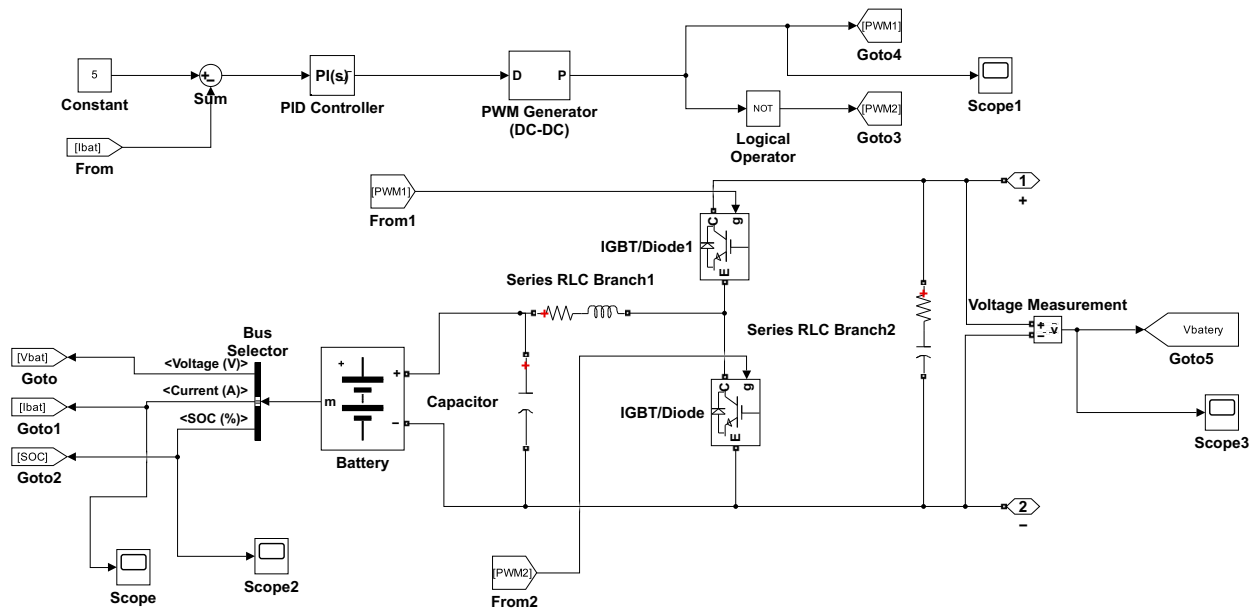 [PWM1]
Goto4
5
Constant
+
−
Sum
PI(s)
PID Controller
D
P
PWM Generator
(DC-DC)
Scope1
NOT
Logical
Operator
[PWM2]
Goto3
[Ibat]
From
[PWM1]
From1
1
+
C
g
E
IGBT/Diode1
Series RLC Branch1
+
Series RLC Branch2
+
Voltage Measurement
+
−
v
Vbatery
Goto5
Bus
Selector
[Vbat]
Goto
<Voltage (V)>
[Ibat]
Goto1
<Current (A)>
[SOC]
Goto2
<SOC (%)>
m
+
+
−
Battery
Capacitor
+
C
g
E
IGBT/Diode
Scope3
2
−
Scope
Scope2
[PWM2]
From2